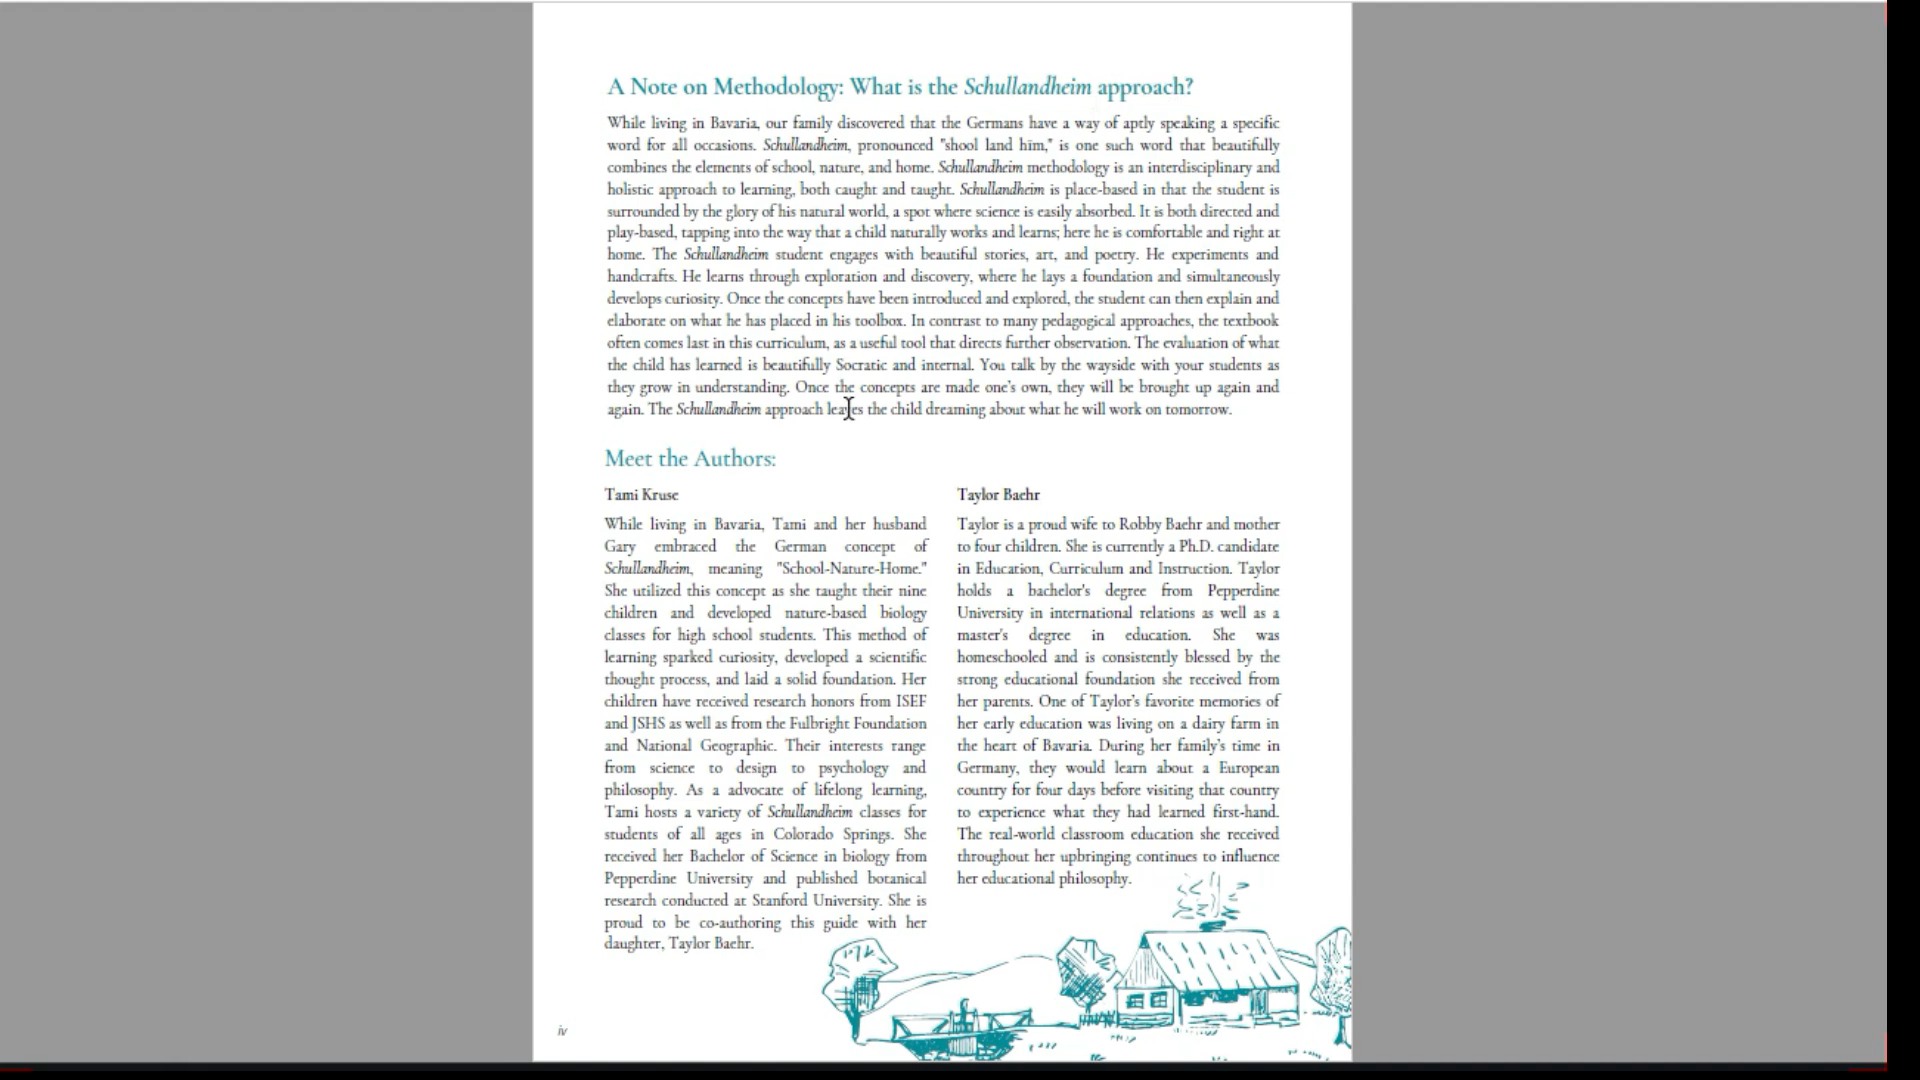 A Note on Methodology: What is the Schullandheim approach?
While living in Bavaria, our family discovered that the Germans have a way of aptly speaking a specific
word for all occasions. Schullandheim, pronounced "shool land hīm," is one such word that beautifully
combines the elements of school, nature, and home. Schullandheim methodology is an interdisciplinary and
holistic approach to learning, both caught and taught. Schullandheim is place-based in that the student is
surrounded by the glory of his natural world, a spot where science is easily absorbed. It is both directed and
play-based, tapping into the way that a child naturally works and learns; here he is comfortable and right at
home. The Schullandheim student engages with beautiful stories, art, and poetry. He experiments and
handcrafts. He learns through exploration and discovery, where he lays a foundation and simultaneously
develops curiosity. Once the concepts have been introduced and explored, the student can then explain and
elaborate on what he has placed in his toolbox. In contrast to many pedagogical approaches, the textbook
often comes last in this curriculum, as a useful tool that directs further observation. The evaluation of what
the child has learned is beautifully Socratic and internal. You talk by the wayside with your students as
they grow in understanding. Once the concepts are made one's own, they will be brought up again and
again. The Schullandheim approach leaves the child dreaming about what he will work on tomorrow.
Meet the Authors:
Tami Kruse
While living in Bavaria, Tami and her husband
Gary embraced the German concept of
Schullandheim, meaning "School-Nature-Home."
She utilized this concept as she taught their nine
children and developed nature-based biology
classes for high school students. This method of
learning sparked curiosity, developed a scientific
thought process, and laid a solid foundation. Her
children have received research honors from ISEF
and JSHS as well as from the Fulbright Foundation
and National Geographic. Their interests range
from science to design to psychology and
philosophy. As a advocate of lifelong learning,
Tami hosts a variety of Schullandheim classes for
students of all ages in Colorado Springs. She
received her Bachelor of Science in biology from
Pepperdine University and published botanical
research conducted at Stanford University. She is
proud to be co-authoring this guide with her
daughter, Taylor Baehr.
Taylor Baehr
Taylor is a proud wife to Robby Baehr and mother
to four children. She is currently a Ph.D. candidate
in Education, Curriculum and Instruction. Taylor
holds a bachelor's degree from Pepperdine
University in international relations as well as a
master's degree in education. She was
homeschooled and is consistently blessed by the
strong educational foundation she received from
her parents. One of Taylor's favorite memories of
her early education was living on a dairy farm in
the heart of Bavaria. During her family's time in
Germany, they would learn about a European
country for four days before visiting that country
to experience what they had learned first-hand.
The real-world classroom education she received
throughout her upbringing continues to influence
her educational philosophy.
iv